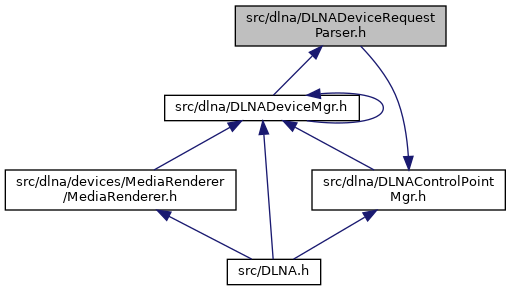 src/dlna/DLNADeviceRequest
Parser.h
src/dlna/DLNADeviceMgr.h
src/dlna/devices/MediaRenderer
/MediaRenderer.h
src/dlna/DLNAControlPoint
Mgr.h
src/DLNA.h